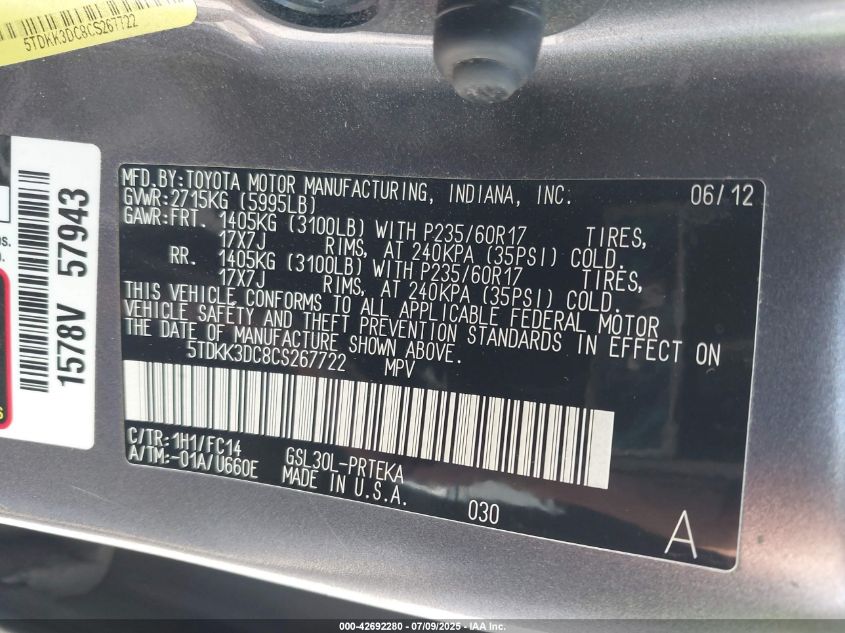 5TDKK3DC8CS267722
1578V 57943
MFD.BY:TOYOTA MOTOR MANUFACTURING, INDIANA, INC. 06/12
GVWR:2715KG (5995LB)
GAWR:FRT. 1405KG (3100LB) WITH P235/60R17 TIRES,
17X7J RIMS, AT 240KPA (35PSI) COLD.
RR. 1405KG (3100LB) WITH P235/60R17 TIRES,
17X7J RIMS, AT 240KPA (35PSI) COLD.
THIS VEHICLE CONFORMS TO ALL APPLICABLE FEDERAL MOTOR
VEHICLE SAFETY AND THEFT PREVENTION STANDARDS IN EFFECT ON
THE DATE OF MANUFACTURE SHOWN ABOVE.
5TDKK3DC8CS267722 MPV
C/TR:1H1/FC14 GSL30L-PRTEKA
A/TM:-01A/U660E MADE IN U.S.A.
030
A
000-42692280 - 07/09/2025 - IAA Inc.